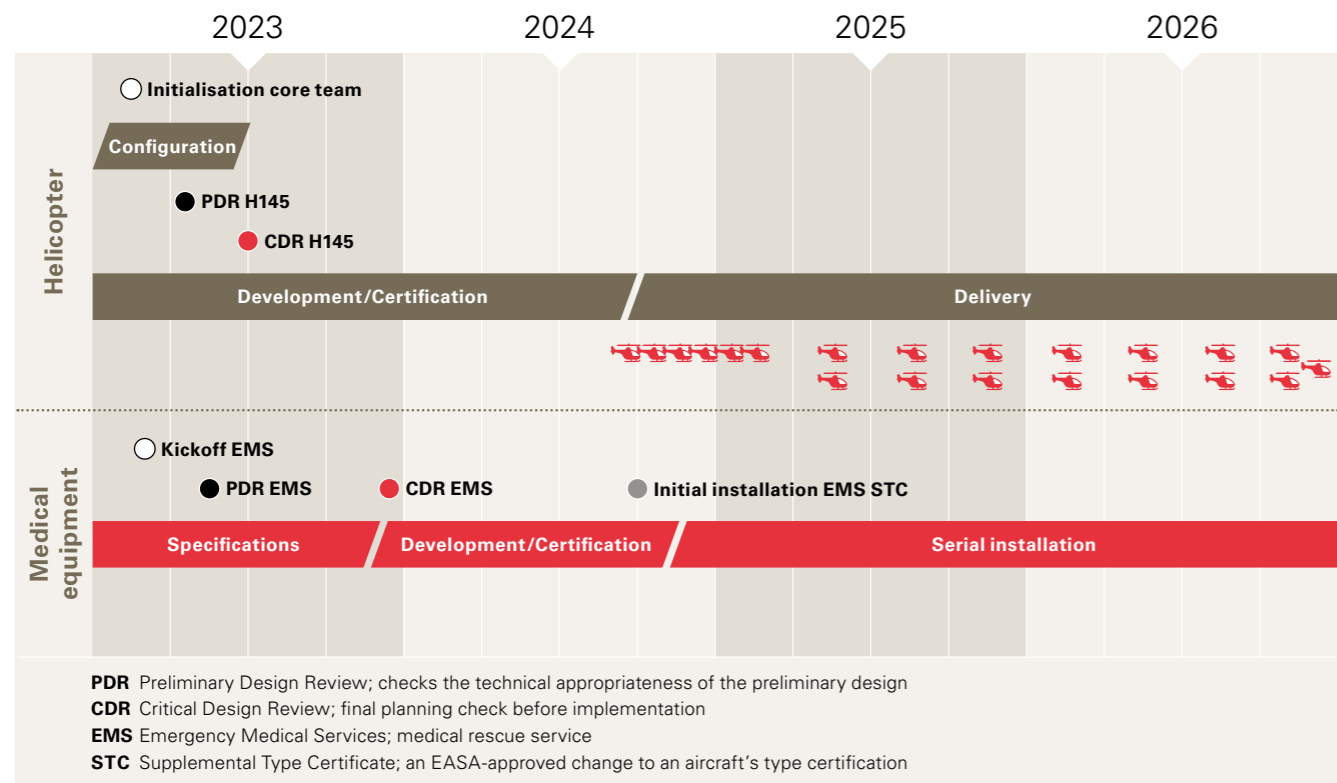 2023 2024 2025 2026
Helicopter
Initialisation core team
Configuration
PDR H145
CDR H145
Development/Certification Delivery
Medical
equipment
Kickoff EMS
PDR EMS CDR EMS Initial installation EMS STC
Specifications Development/Certification Serial installation
PDR Preliminary Design Review; checks the technical appropriateness of the preliminary design
CDR Critical Design Review; final planning check before implementation
EMS Emergency Medical Services; medical rescue service
STC Supplemental Type Certificate; an EASA-approved change to an aircraft’s type certification